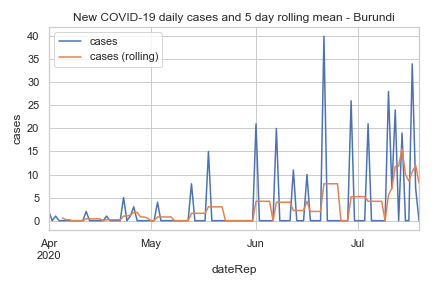 New COVID-19 daily cases and 5 day rolling mean - Burundi
cases
cases (rolling)
40
35
30
25
20
15
10
5
0
cases
Apr
2020
May
Jun
Jul
dateRep